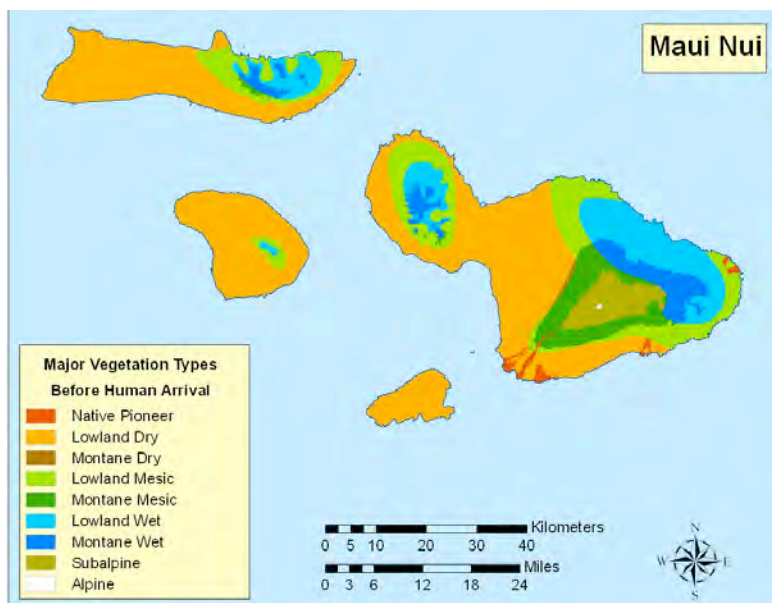 Maui Nui
Major Vegetation Types
Before Human Arrival
Native Pioneer
Lowland Dry
Montane Dry
Lowland Mesic
Montane Mesic
Lowland Wet
Montane Wet
Subalpine
Alpine
Kilometers
0 5 10 20 30 40
Miles
0 3 6 12 18 24
N
W E
S